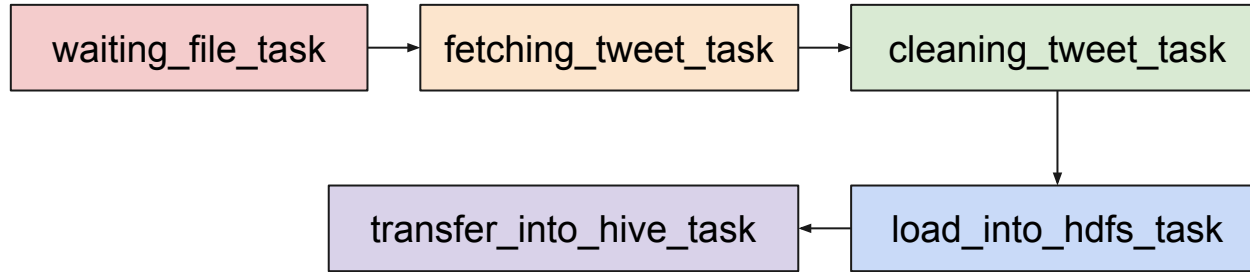 waiting_file_task
fetching_tweet_task
cleaning_tweet_task
load_into_hdfs_task
transfer_into_hive_task